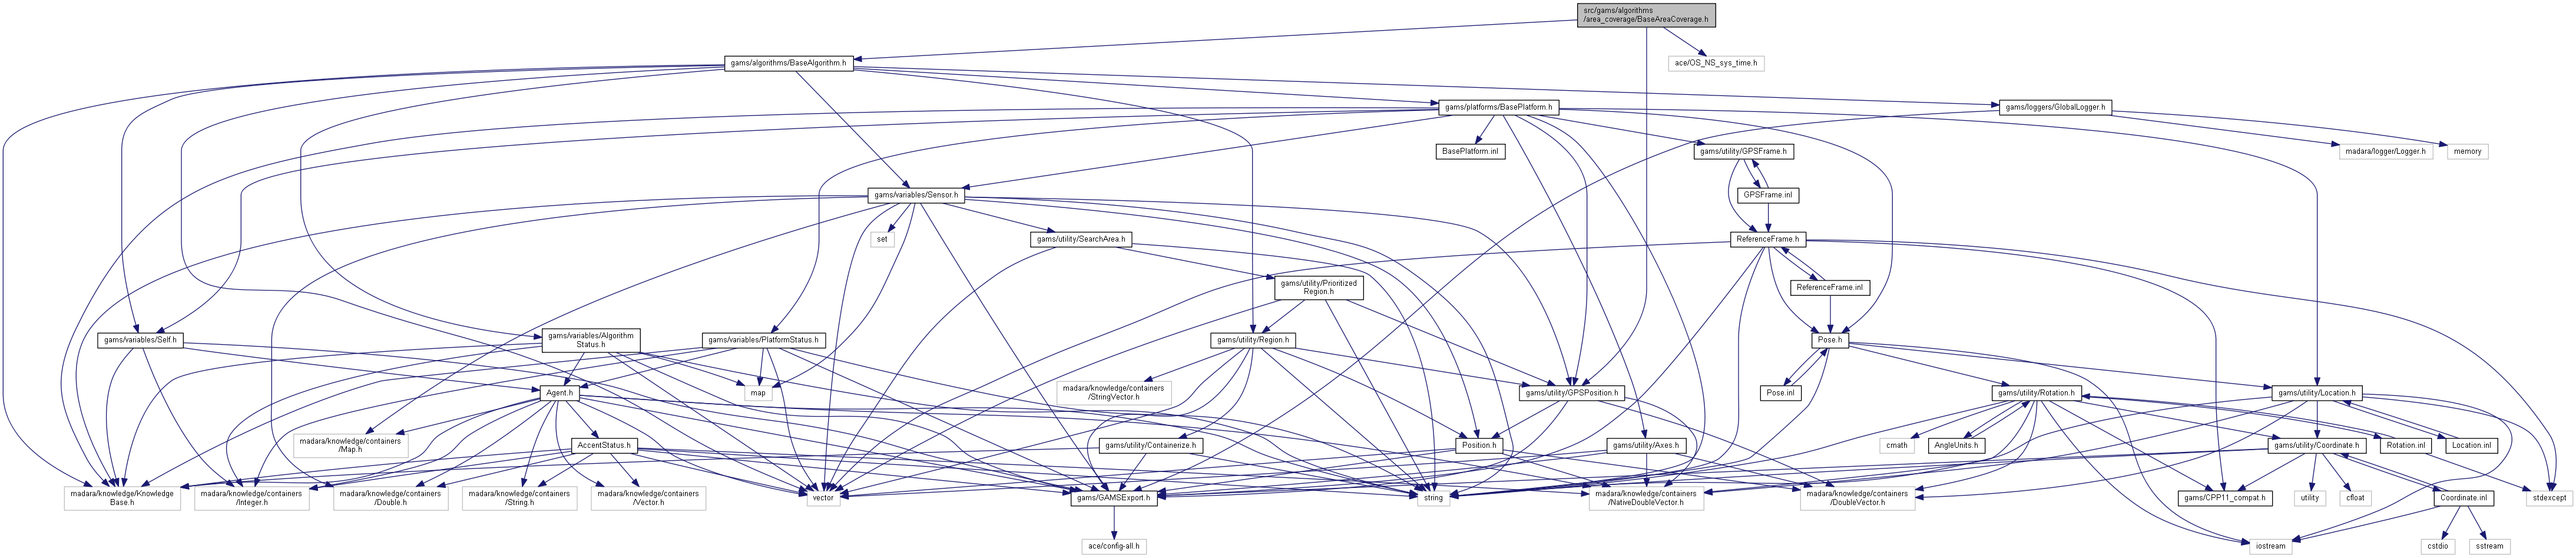 src/gams/algorithms
/area_coverage/BaseAreaCoverage.h
gams/algorithms/BaseAlgorithm.h
ace/OS_NS_sys_time.h
gams/platforms/BasePlatform.h
gams/loggers/GlobalLogger.h
BasePlatform.inl
gams/utility/GPSFrame.h
madara/logger/Logger.h
memory
gams/variables/Sensor.h
GPSFrame.inl
set
gams/utility/SearchArea.h
ReferenceFrame.h
gams/utility/Prioritized
Region.h
ReferenceFrame.inl
gams/variables/Self.h
gams/variables/Algorithm
Status.h
gams/variables/PlatformStatus.h
gams/utility/Region.h
Pose.h
Agent.h
map
madara/knowledge/containers
/StringVector.h
gams/utility/GPSPosition.h
Pose.inl
gams/utility/Rotation.h
gams/utility/Location.h
madara/knowledge/containers
/Map.h
AccentStatus.h
gams/utility/Containerize.h
Position.h
gams/utility/Axes.h
cmath
AngleUnits.h
gams/utility/Coordinate.h
Rotation.inl
Location.inl
madara/knowledge/Knowledge
Base.h
madara/knowledge/containers
/Integer.h
madara/knowledge/containers
/Double.h
madara/knowledge/containers
/String.h
madara/knowledge/containers
/Vector.h
vector
gams/GAMSExport.h
string
madara/knowledge/containers
/NativeDoubleVector.h
madara/knowledge/containers
/DoubleVector.h
gams/CPP11_compat.h
utility
cfloat
Coordinate.inl
stdexcept
ace/config-all.h
iostream
cstdio
sstream